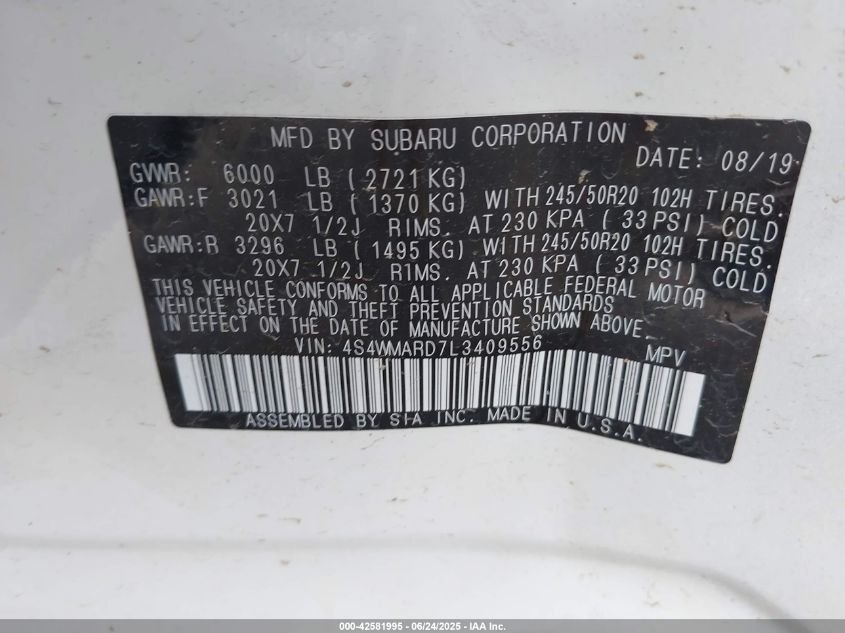 MFD BY SUBARU CORPORATION
DATE: 08/19
GVWR: 6000 LB ( 2721 KG)
GAWR:F 3021 LB ( 1370 KG) WITH 245/50R20 102H TIRES.
20X7 1/2J RIMS. AT 230 KPA ( 33 PSI) COLD
GAWR:R 3296 LB ( 1495 KG) WITH 245/50R20 102H TIRES.
20X7 1/2J RIMS. AT 230 KPA ( 33 PSI) COLD
THIS VEHICLE CONFORMS TO ALL APPLICABLE FEDERAL MOTOR
VEHICLE SAFETY AND THEFT PREVENTION STANDARDS
IN EFFECT ON THE DATE OF MANUFACTURE SHOWN ABOVE.
VIN: 4S4WMARD7L3409556
MPV
ASSEMBLED BY SIA INC. MADE IN U.S.A.
000-42581995 - 06/24/2025 - IAA Inc.